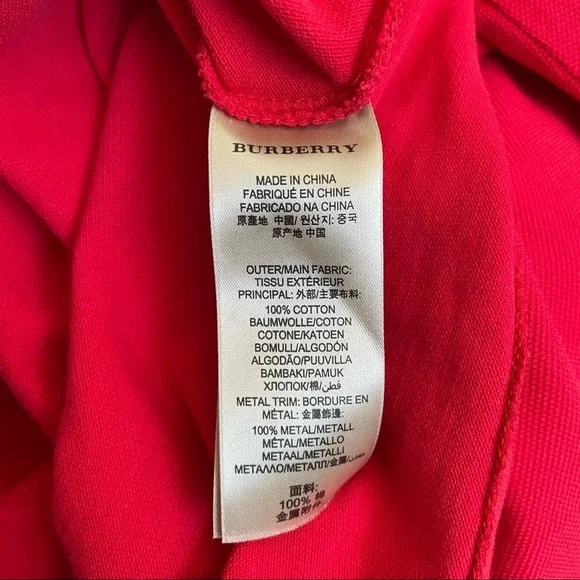 BURBERRY
MADE IN CHINA
FABRIQUÉ EN CHINE
FABRICADO NA CHINA
原產地 中國/ 원산지: 중국
原产地 中国
OUTER/MAIN FABRIC:
TISSU EXTÉRIEUR
PRINCIPAL: 外部/主要布料:
100% COTTON
BAUMWOLLE/COTON
COTONE/KATOEN
BOMULL/ALGODÓN
ALGODÃO/PUUVILLA
BAMBAKI/PAMUK
ХЛОПОК/棉/قطن
METAL TRIM: BORDURE EN
MÉTAL: 金屬飾邊:
100% METAL/METALL
MÉTAL/METALLO
METAAL/METALLI
ΜΕΤΑΛΛΟ/МЕТАЛЛ/金屬/معدن
面料:
100% 棉
金属附件: